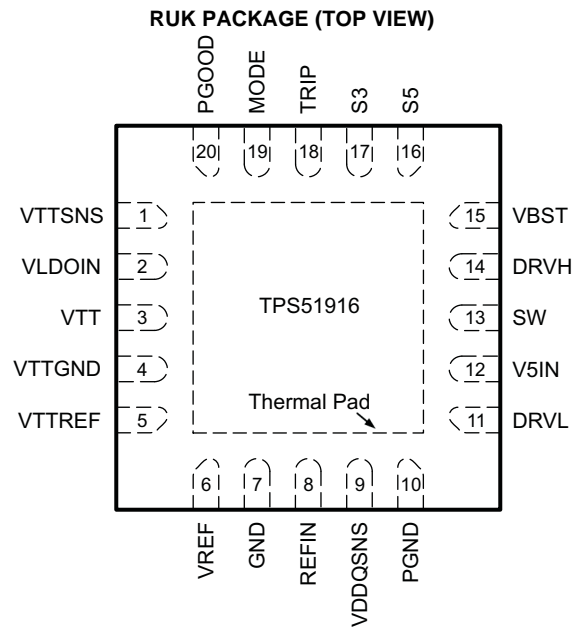 RUK PACKAGE (TOP VIEW)
PGOOD
MODE
TRIP
S3
S5
20
19
18
17
16
VTTSNS
1
15
VBST
VLDOIN
2
14
DRVH
VTT
3
TPS51916
13
SW
VTTGND
4
12
V5IN
VTTREF
5
Thermal Pad
11
DRVL
6
7
8
9
10
VREF
GND
REFIN
VDDQSNS
PGND